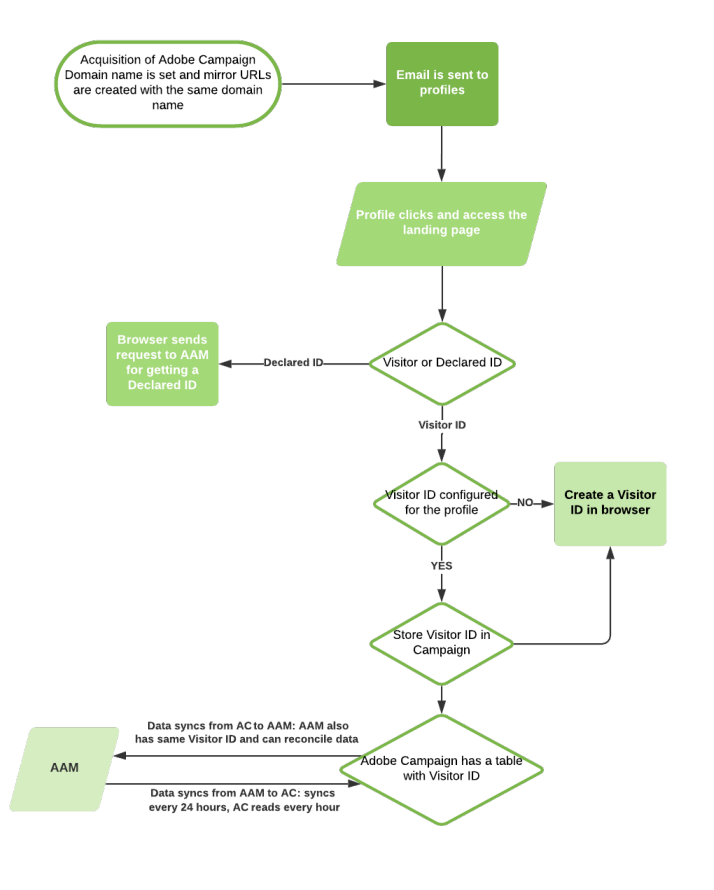 Acquisition of Adobe Campaign
Domain name is set and mirror URLs
are created with the same domain
name
Email is sent to
profiles
Profile clicks and access the
landing page
Visitor or Declared ID
Declared ID
Browser sends
request to AAM
for getting a
Declared ID
Visitor ID
Visitor ID configured
for the profile
NO
Create a Visitor
ID in browser
YES
Store Visitor ID in
Campaign
Data syncs from AC to AAM: AAM also
has same Visitor ID and can reconcile data
Adobe Campaign has a table
with Visitor ID
AAM
Data syncs from AAM to AC: syncs
every 24 hours, AC reads every hour